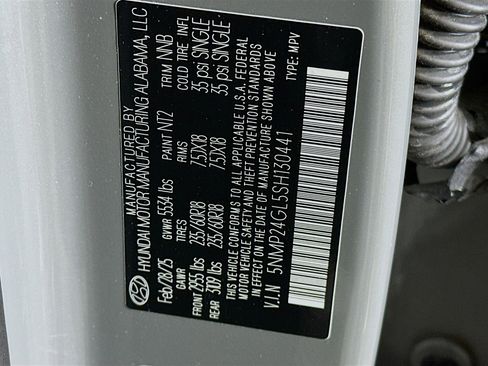 MANUFACTURED BY
HYUNDAI MOTOR MANUFACTURING ALABAMA, LLC
Feb/28/25 GVWR 5534 lbs PAINT NT2 TRIM NNB
GAWR TIRES RIMS COLD TIRE INFL
FRONT 2955 lbs 235/60R18 7.5JX18 35 psi SINGLE
REAR 3109 lbs 235/60R18 7.5JX18 35 psi SINGLE
THIS VEHICLE CONFORMS TO ALL APPLICABLE U.S.A. FEDERAL
MOTOR VEHICLE SAFETY, BUMPER, AND THEFT PREVENTION STANDARDS
IN EFFECT ON THE DATE OF MANUFACTURE SHOWN ABOVE.
V.I.N 5NMP24GL5SH130441 TYPE: MPV